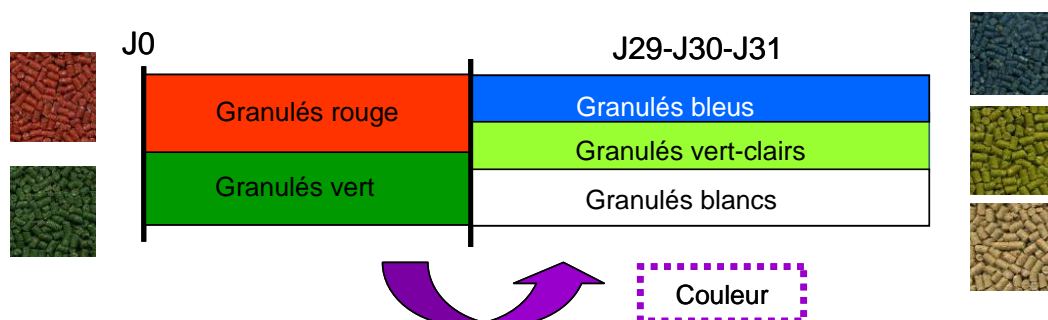 J0
J29-J30-J31
Granulés rouge
Granulés bleus
Granulés vert-clairs
Granulés vert
Granulés blancs
Couleur